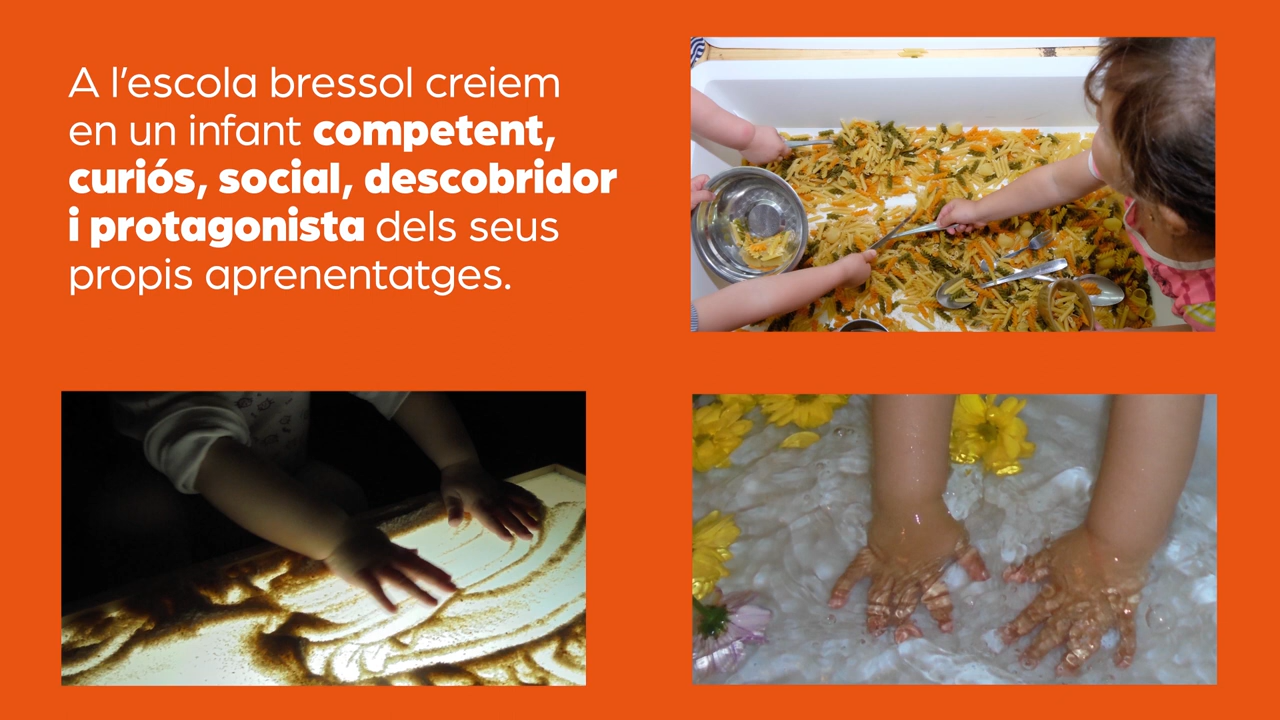 A l'escola bressol creiem
en un infant competent,
curiós, social, descobridor
i protagonista dels seus
propis aprenentatges.